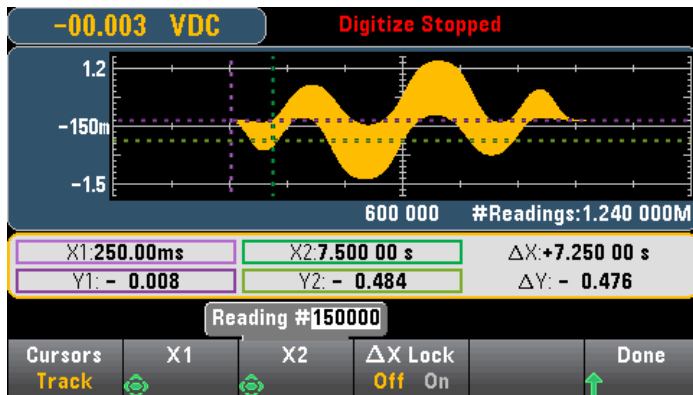 -00.003 VDC Digitize Stopped
1.2
-150m
-1.5
600 000 #Readings:1.240 000M
X1:250.00ms X2:7.500 00 s ΔX:+7.250 00 s
Y1: - 0.008 Y2: - 0.484 ΔY: - 0.476
Reading #150000
Cursors X1 X2 ΔX Lock Done
Track Off On